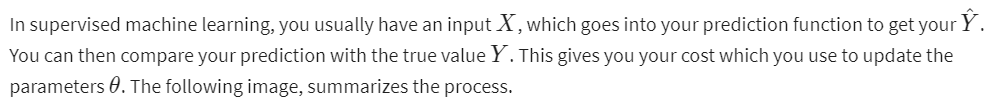 In supervised machine learning, you usually have an input X, which goes into your prediction function to get your Ŷ.
You can then compare your prediction with the true value Y. This gives you your cost which you use to update the
parameters θ. The following image, summarizes the process.